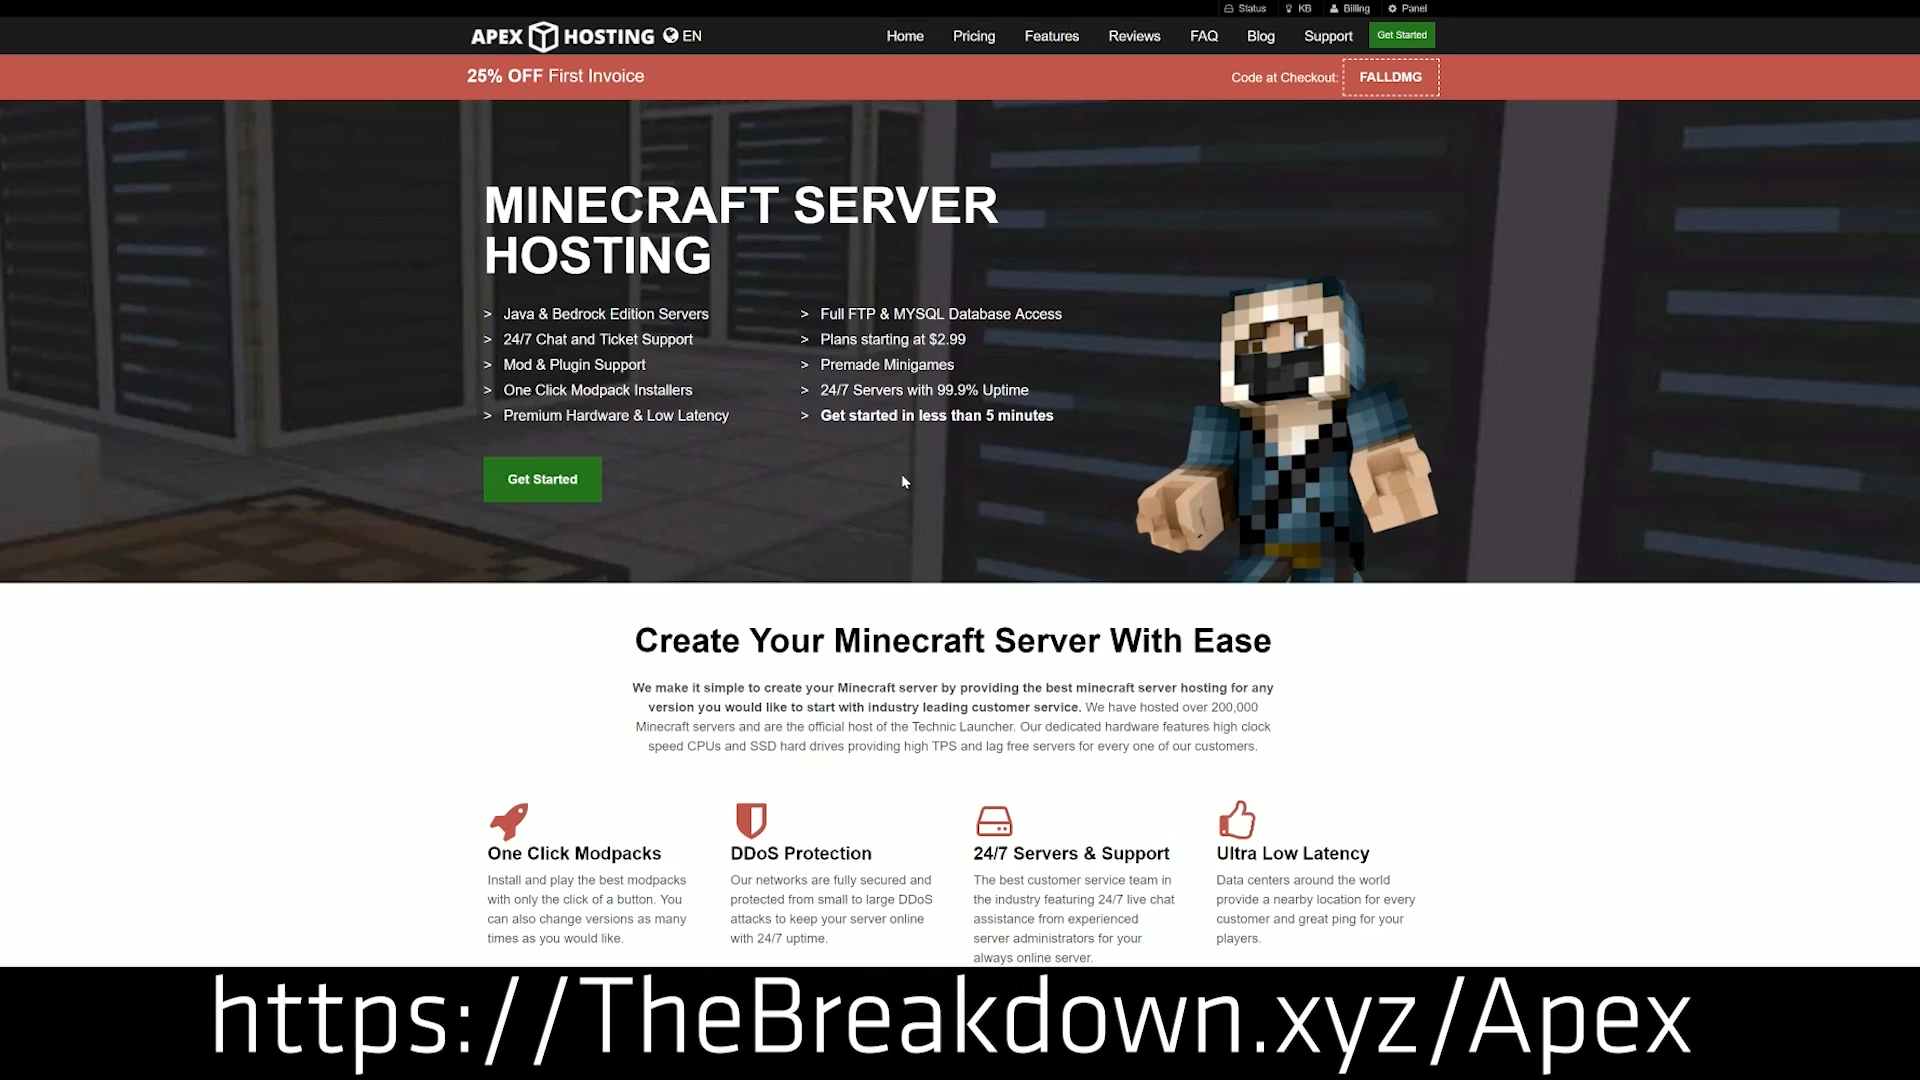 Status KB Billing Panel
APEX HOSTING EN Home Pricing Features Reviews FAQ Blog Support Get Started
25% OFF First Invoice Code at Checkout: FALLDMG
MINECRAFT SERVER
HOSTING
> Java & Bedrock Edition Servers
> 24/7 Chat and Ticket Support
> Mod & Plugin Support
> One Click Modpack Installers
> Premium Hardware & Low Latency
> Full FTP & MYSQL Database Access
> Plans starting at $2.99
> Premade Minigames
> 24/7 Servers with 99.9% Uptime
> Get started in less than 5 minutes
Get Started
Create Your Minecraft Server With Ease
We make it simple to create your Minecraft server by providing the best minecraft server hosting for any
version you would like to start with industry leading customer service. We have hosted over 200,000
Minecraft servers and are the official host of the Technic Launcher. Our dedicated hardware features high clock
speed CPUs and SSD hard drives providing high TPS and lag free servers for every one of our customers.
One Click Modpacks
Install and play the best modpacks
with only the click of a button. You
can also change versions as many
times as you would like.
DDoS Protection
Our networks are fully secured and
protected from small to large DDoS
attacks to keep your server online
with 24/7 uptime.
24/7 Servers & Support
The best customer service team in
the industry featuring 24/7 live chat
assistance from experienced
server administrators for your
always online server.
Ultra Low Latency
Data centers around the world
provide a nearby location for every
customer and great ping for your
players.
https://TheBreakdown.xyz/Apex